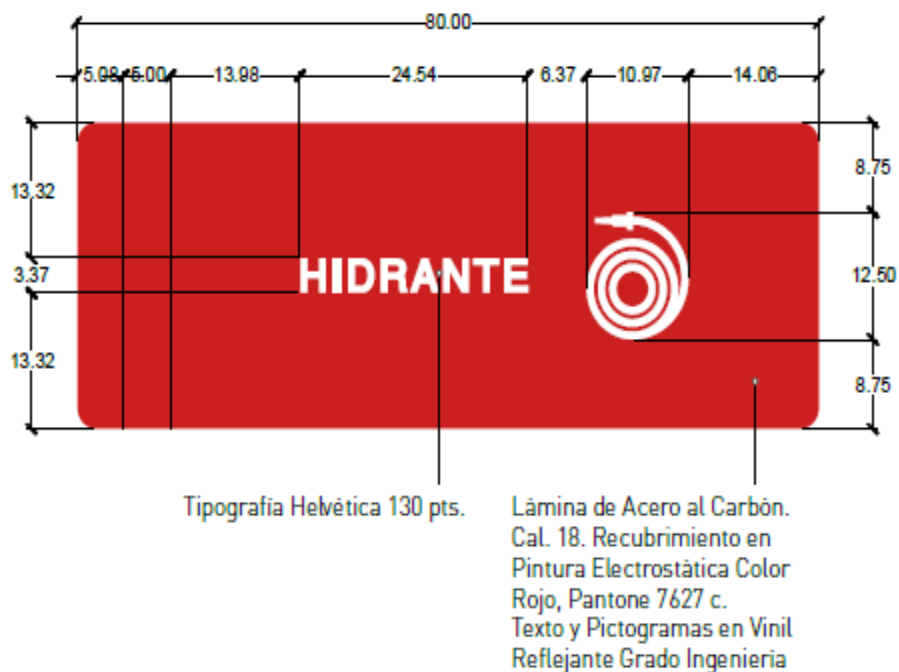 80.00
5.08 5.00 13.98 24.54 6.37 10.97 14.06
13.32
3.37
13.32
8.75
12.50
8.75
HIDRANTE
Tipografía Helvética 130 pts.
Lámina de Acero al Carbón.
Cal. 18. Recubrimiento en
Pintura Electrostática Color
Rojo, Pantone 7627 c.
Texto y Pictogramas en Vinil
Reflejante Grado Ingeniería